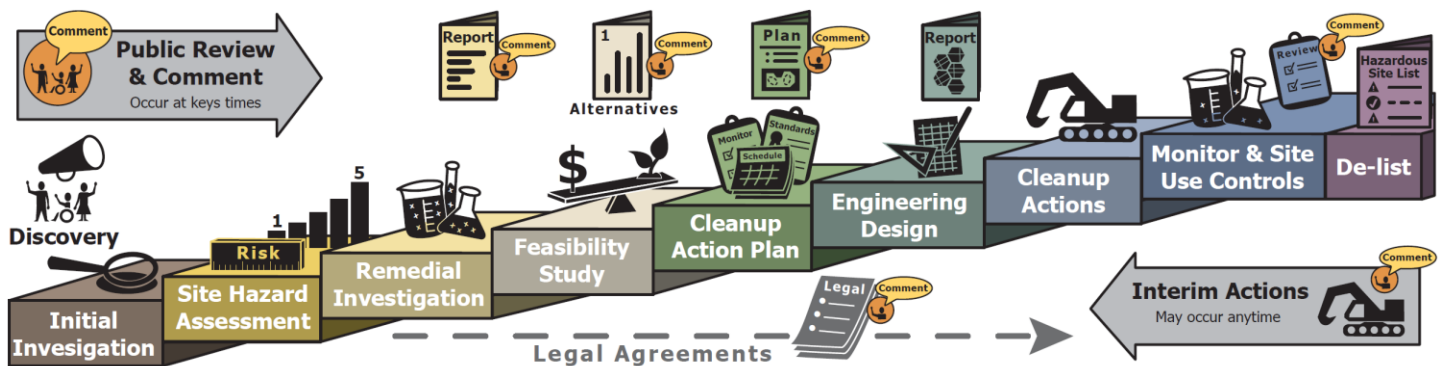 Comment
Public Review
& Comment
Occur at keys times
Report
Comment
1
Comment
Alternatives
Plan
Comment
Report
Review
Comment
Hazardous
Site List
Discovery
Risk
1
5
$
Monitor
Standards
Schedule
Initial
Invesigation
Site Hazard
Assessment
Remedial
Investigation
Feasibility
Study
Cleanup
Action Plan
Engineering
Design
Cleanup
Actions
Monitor & Site
Use Controls
De-list
Legal Agreements
Legal
Comment
Interim Actions
May occur anytime
Comment